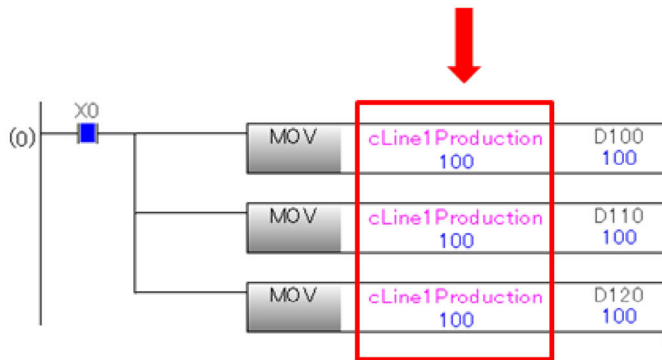 X0
(0) MOV cLine1Production D100
100 100
MOV cLine1Production D110
100 100
MOV cLine1Production D120
100 100